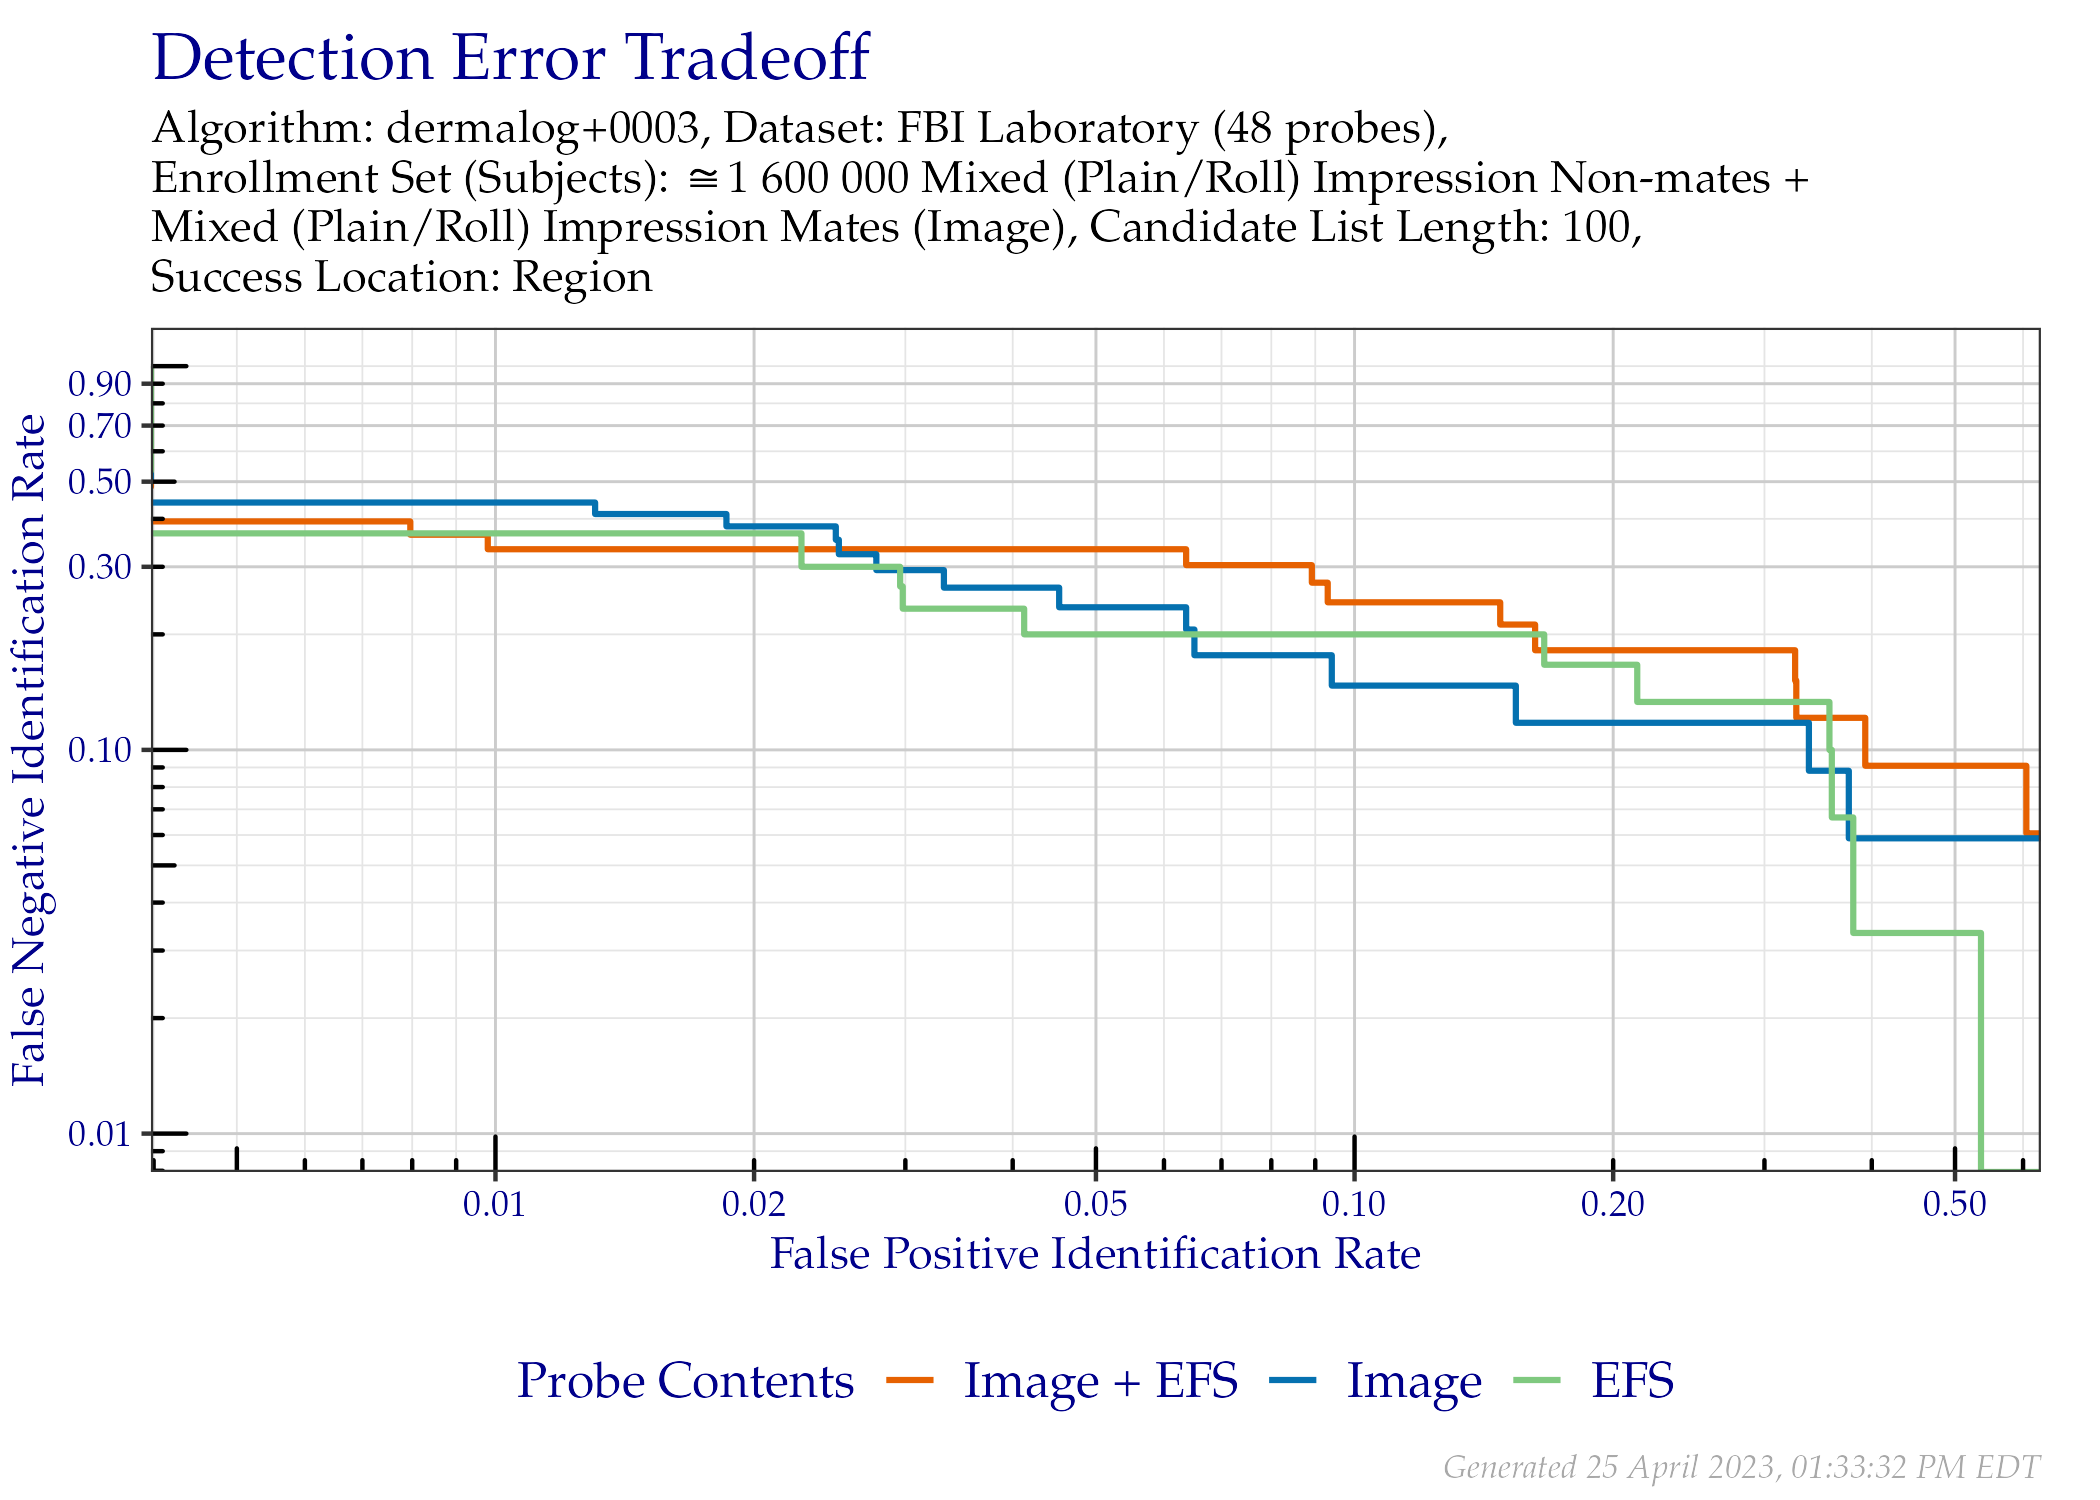 Detection Error Tradeoff
Algorithm: dermalog+0003, Dataset: FBI Laboratory (48 probes),
Enrollment Set (Subjects): ≅1 600 000 Mixed (Plain/Roll) Impression Non-mates +
Mixed (Plain/Roll) Impression Mates (Image), Candidate List Length: 100,
Success Location: Region
False Negative Identification Rate
0.90
0.70
0.50
0.30
0.10
0.01
0.01 0.02 0.05 0.10 0.20 0.50
False Positive Identification Rate
Probe Contents Image + EFS Image EFS
Generated 25 April 2023, 01:33:32 PM EDT